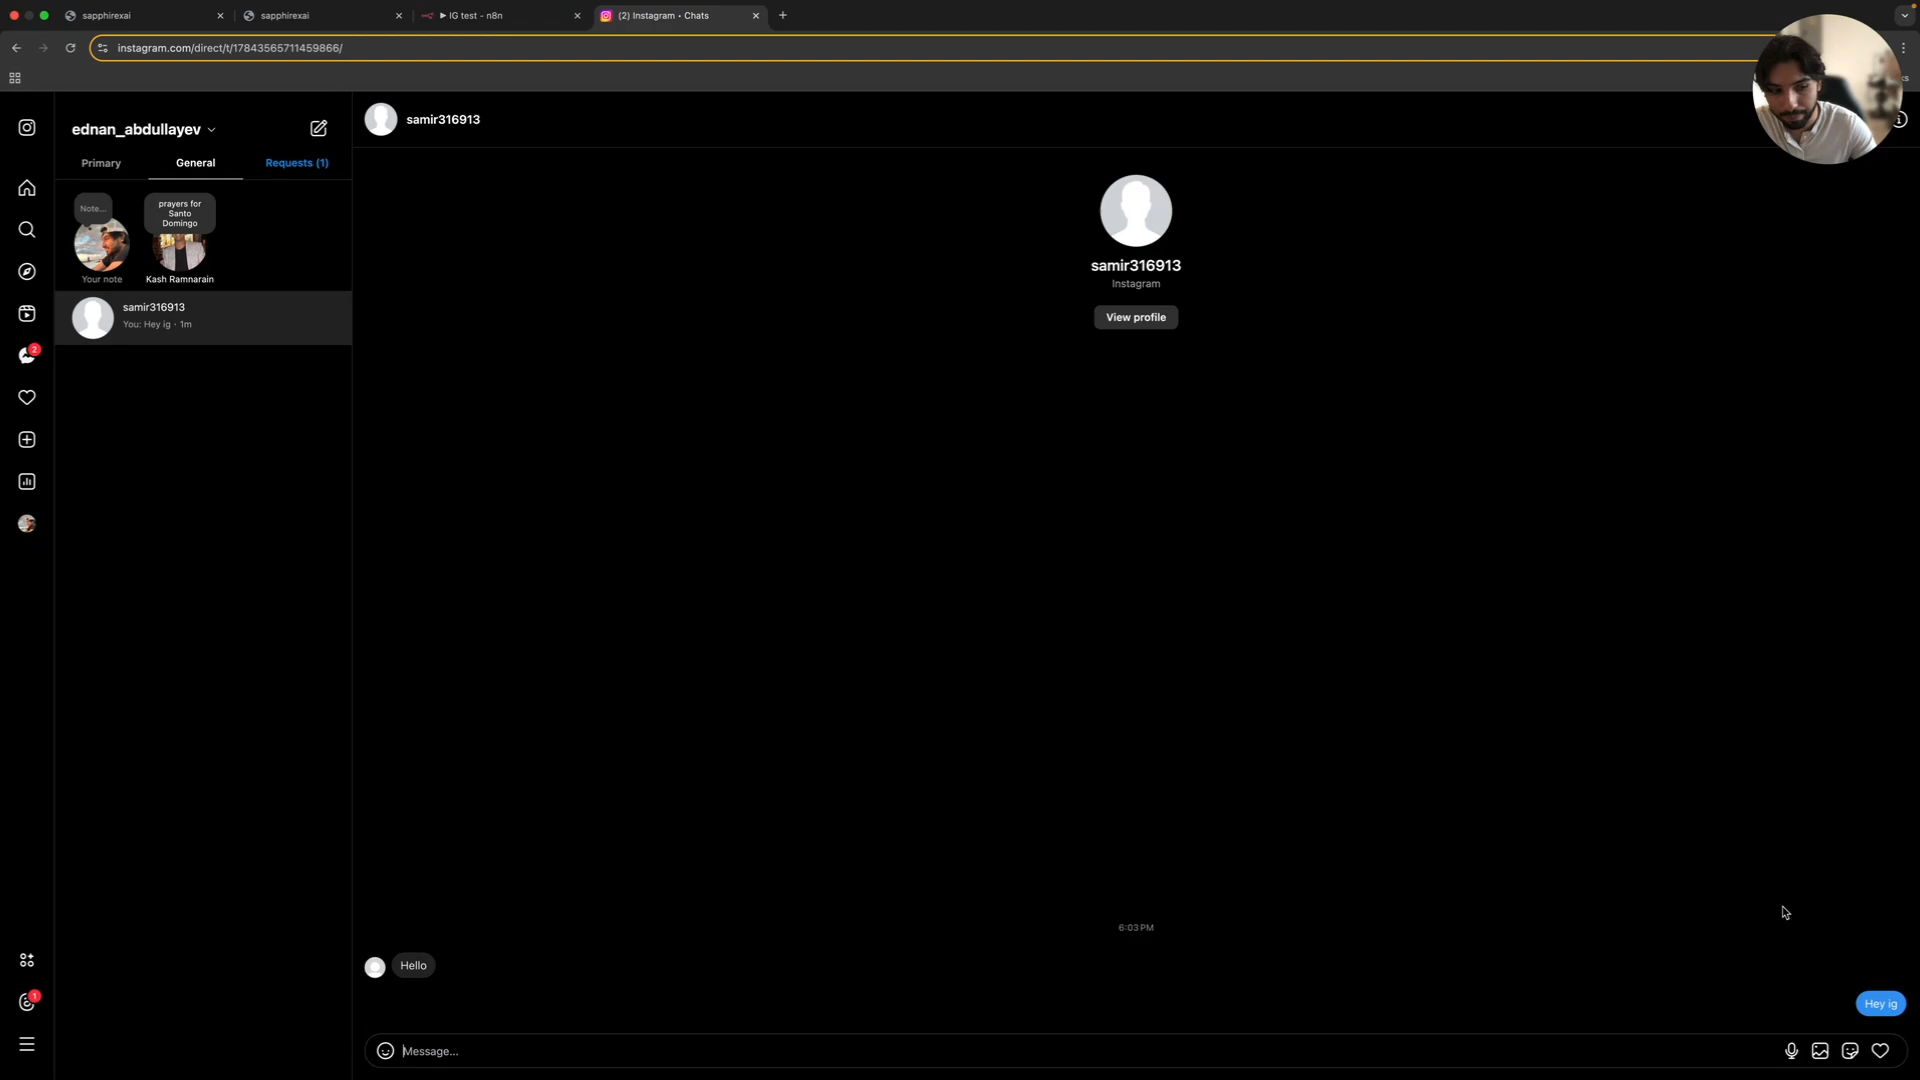 sapphirexai
sapphirexai
IG test - n8n
(2) Instagram • Chats
instagram.com/direct/t/17843565711459866/
ednan_abdullayev
Primary
General
Requests (1)
Note...
prayers for
Santo
Domingo
Your note
Kash Ramnarain
samir316913
You: Hey ig · 1m
2
1
samir316913
samir316913
Instagram
View profile
6:03 PM
Hello
Hey ig
Message...